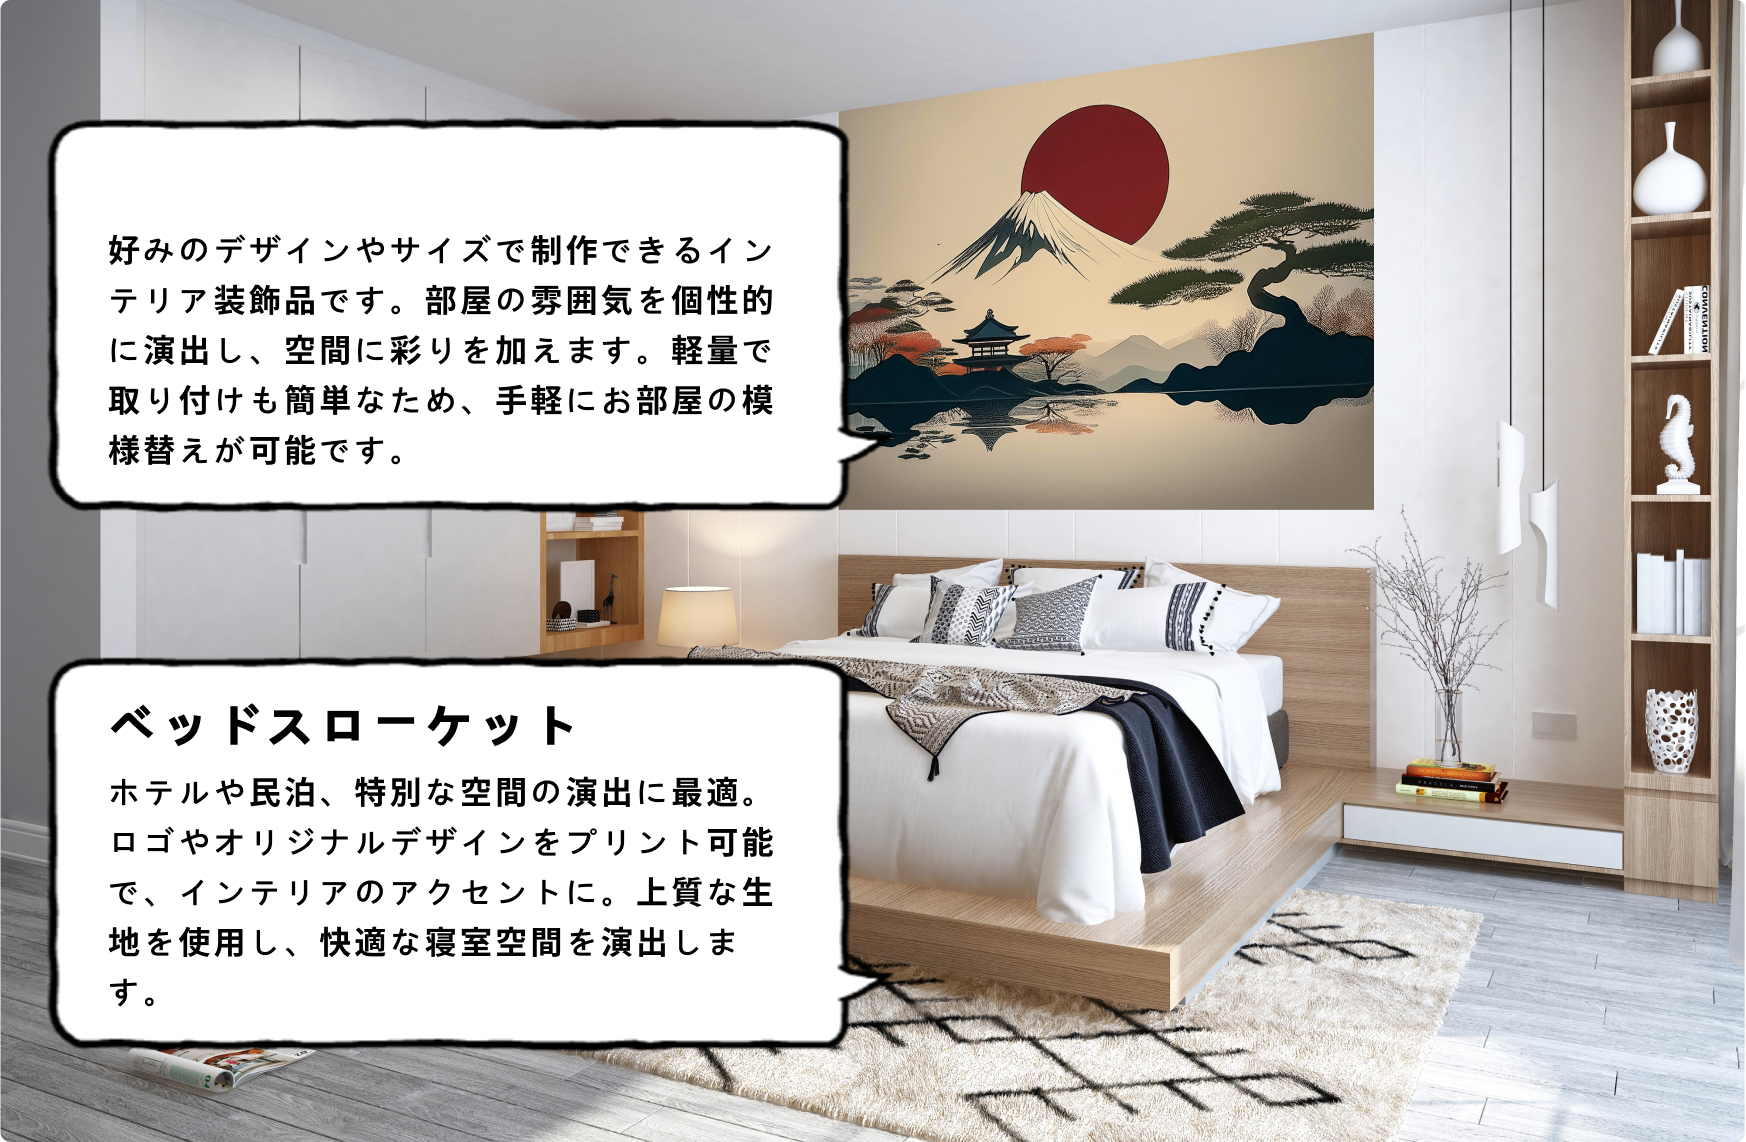 好みのデザインやサイズで制作できるイン
テリア装飾品です。部屋の雰囲気を個性的
に演出し、空間に彩りを加えます。軽量で
取り付けも簡単なため、手軽にお部屋の模
様替えが可能です。
ベッドスローケット
ホテルや民泊、特別な空間の演出に最適。
ロゴやオリジナルデザインをプリント可能
で、インテリアのアクセントに。上質な生
地を使用し、快適な寝室空間を演出しま
す。